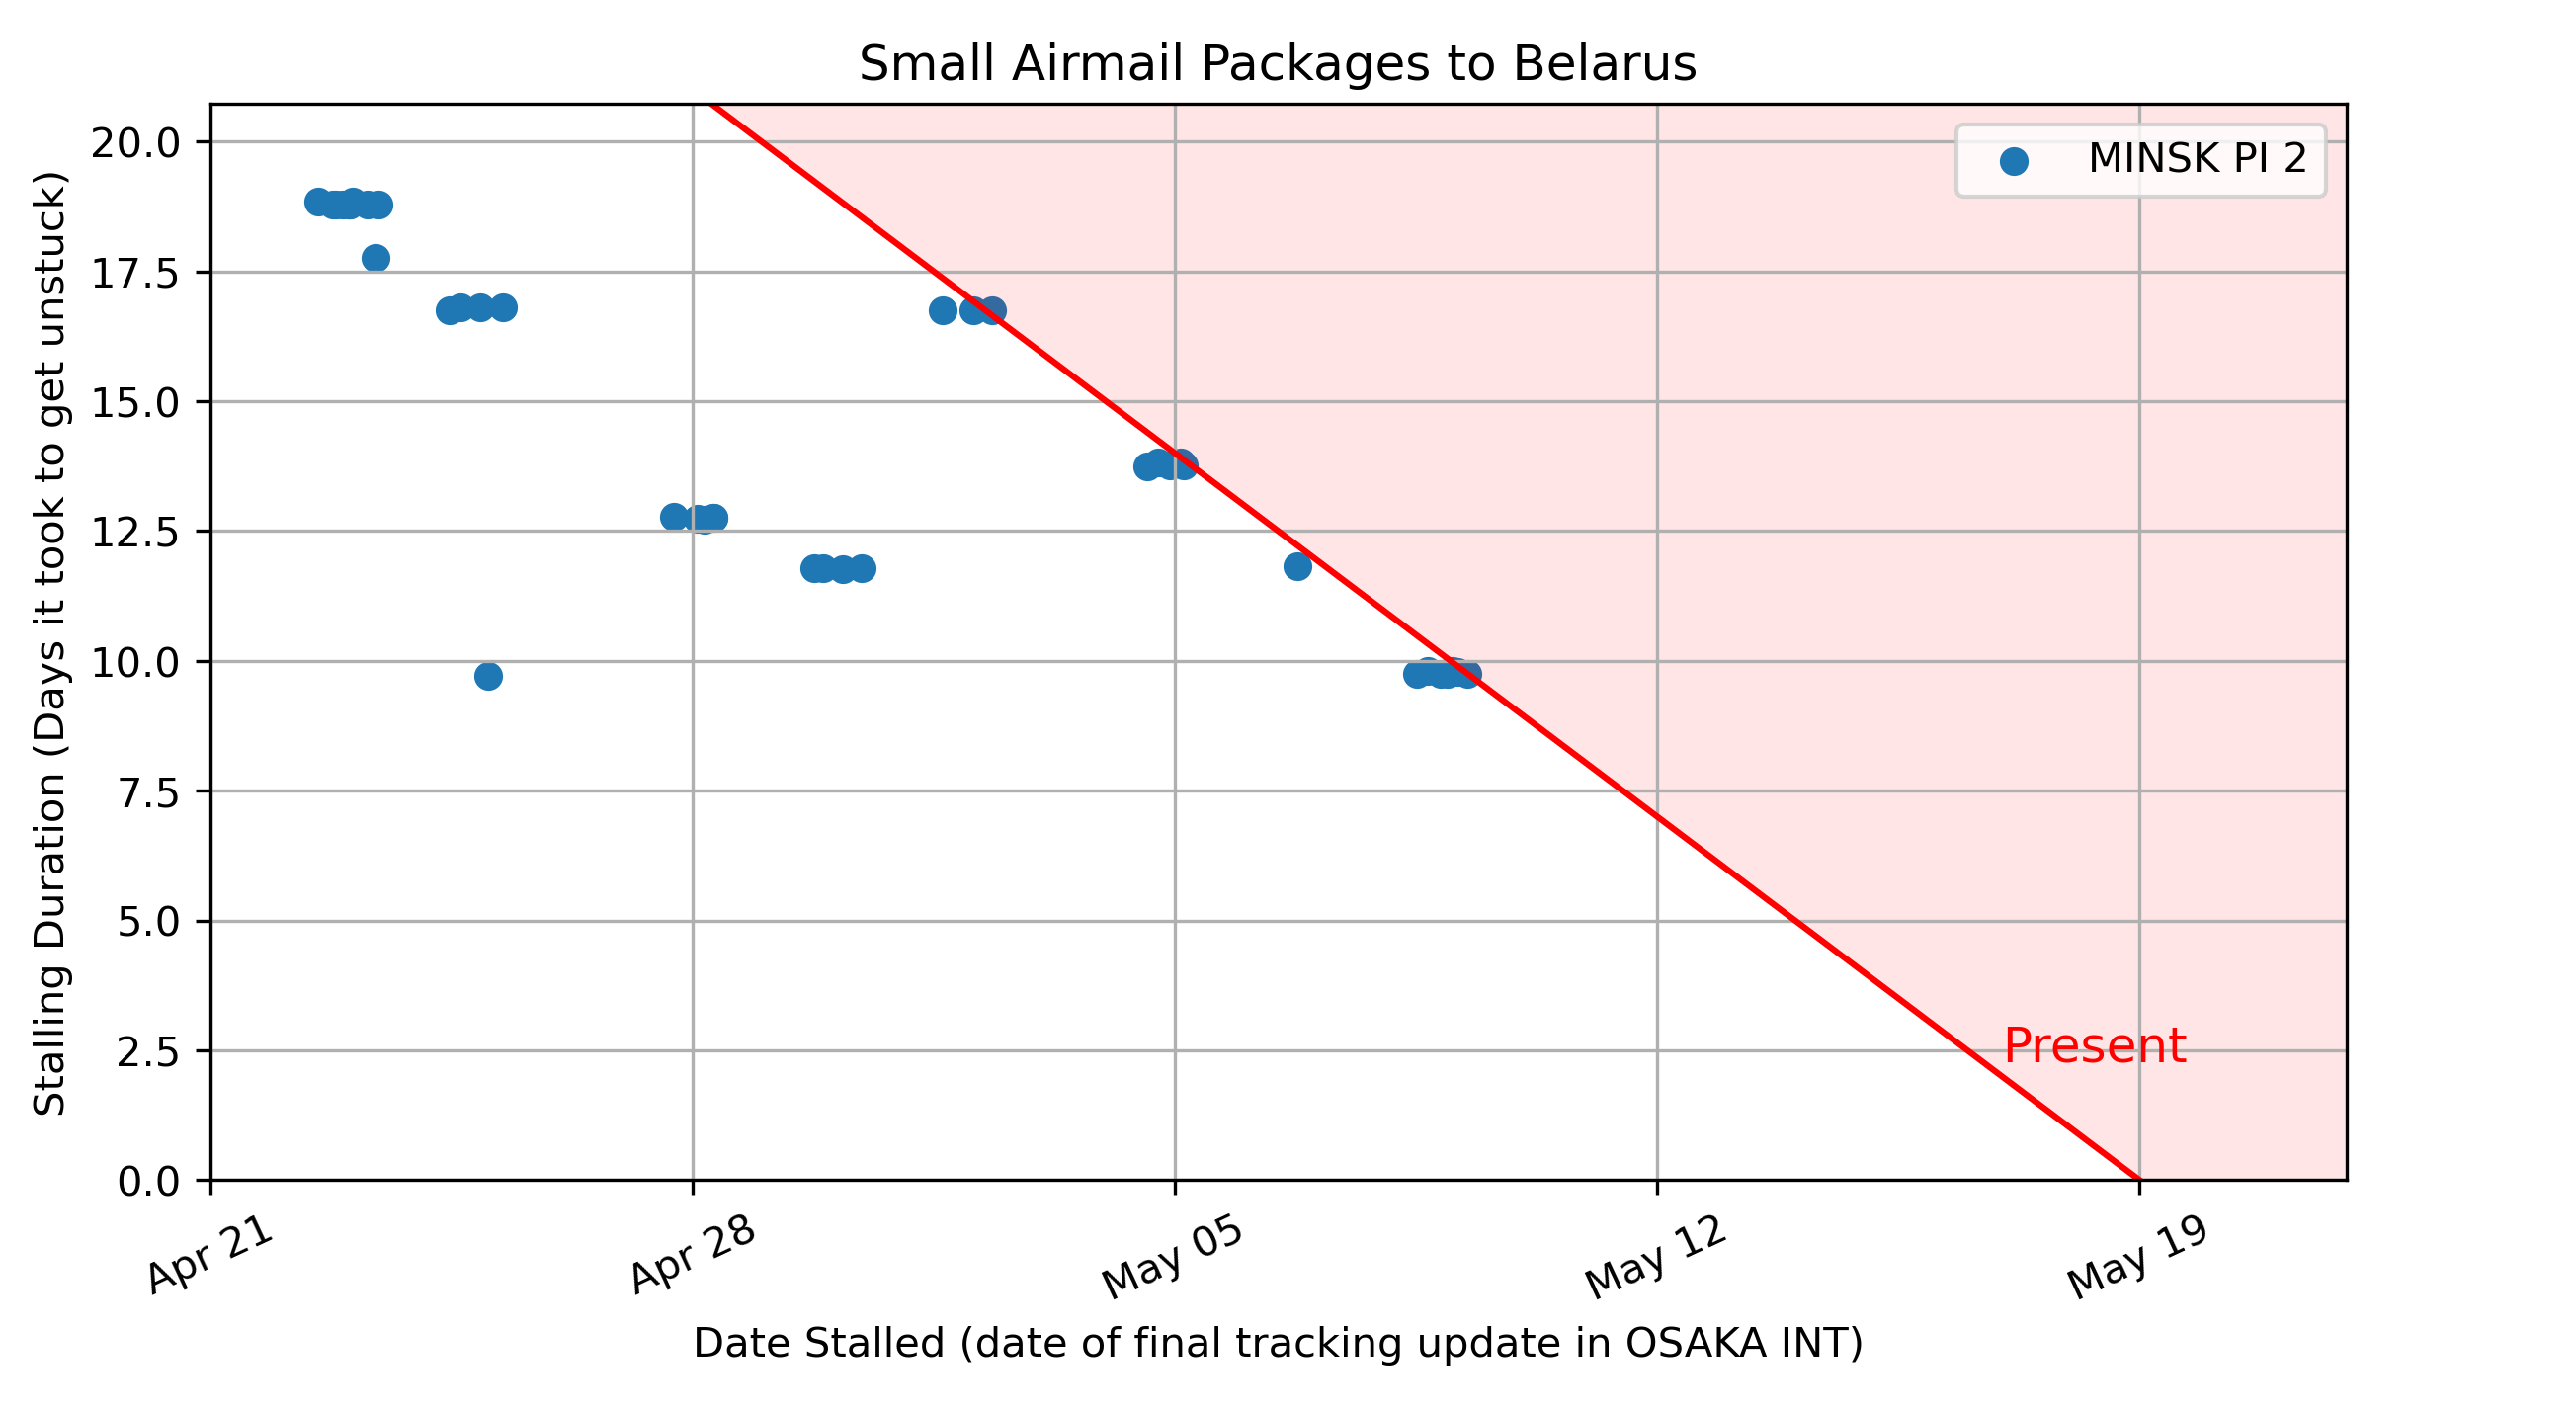 Small Airmail Packages to Belarus
MINSK PI 2
Stalling Duration (Days it took to get unstuck)
20.0
17.5
15.0
12.5
10.0
7.5
5.0
2.5
0.0
Present
Apr 21
Apr 28
May 05
May 12
May 19
Date Stalled (date of final tracking update in OSAKA INT)